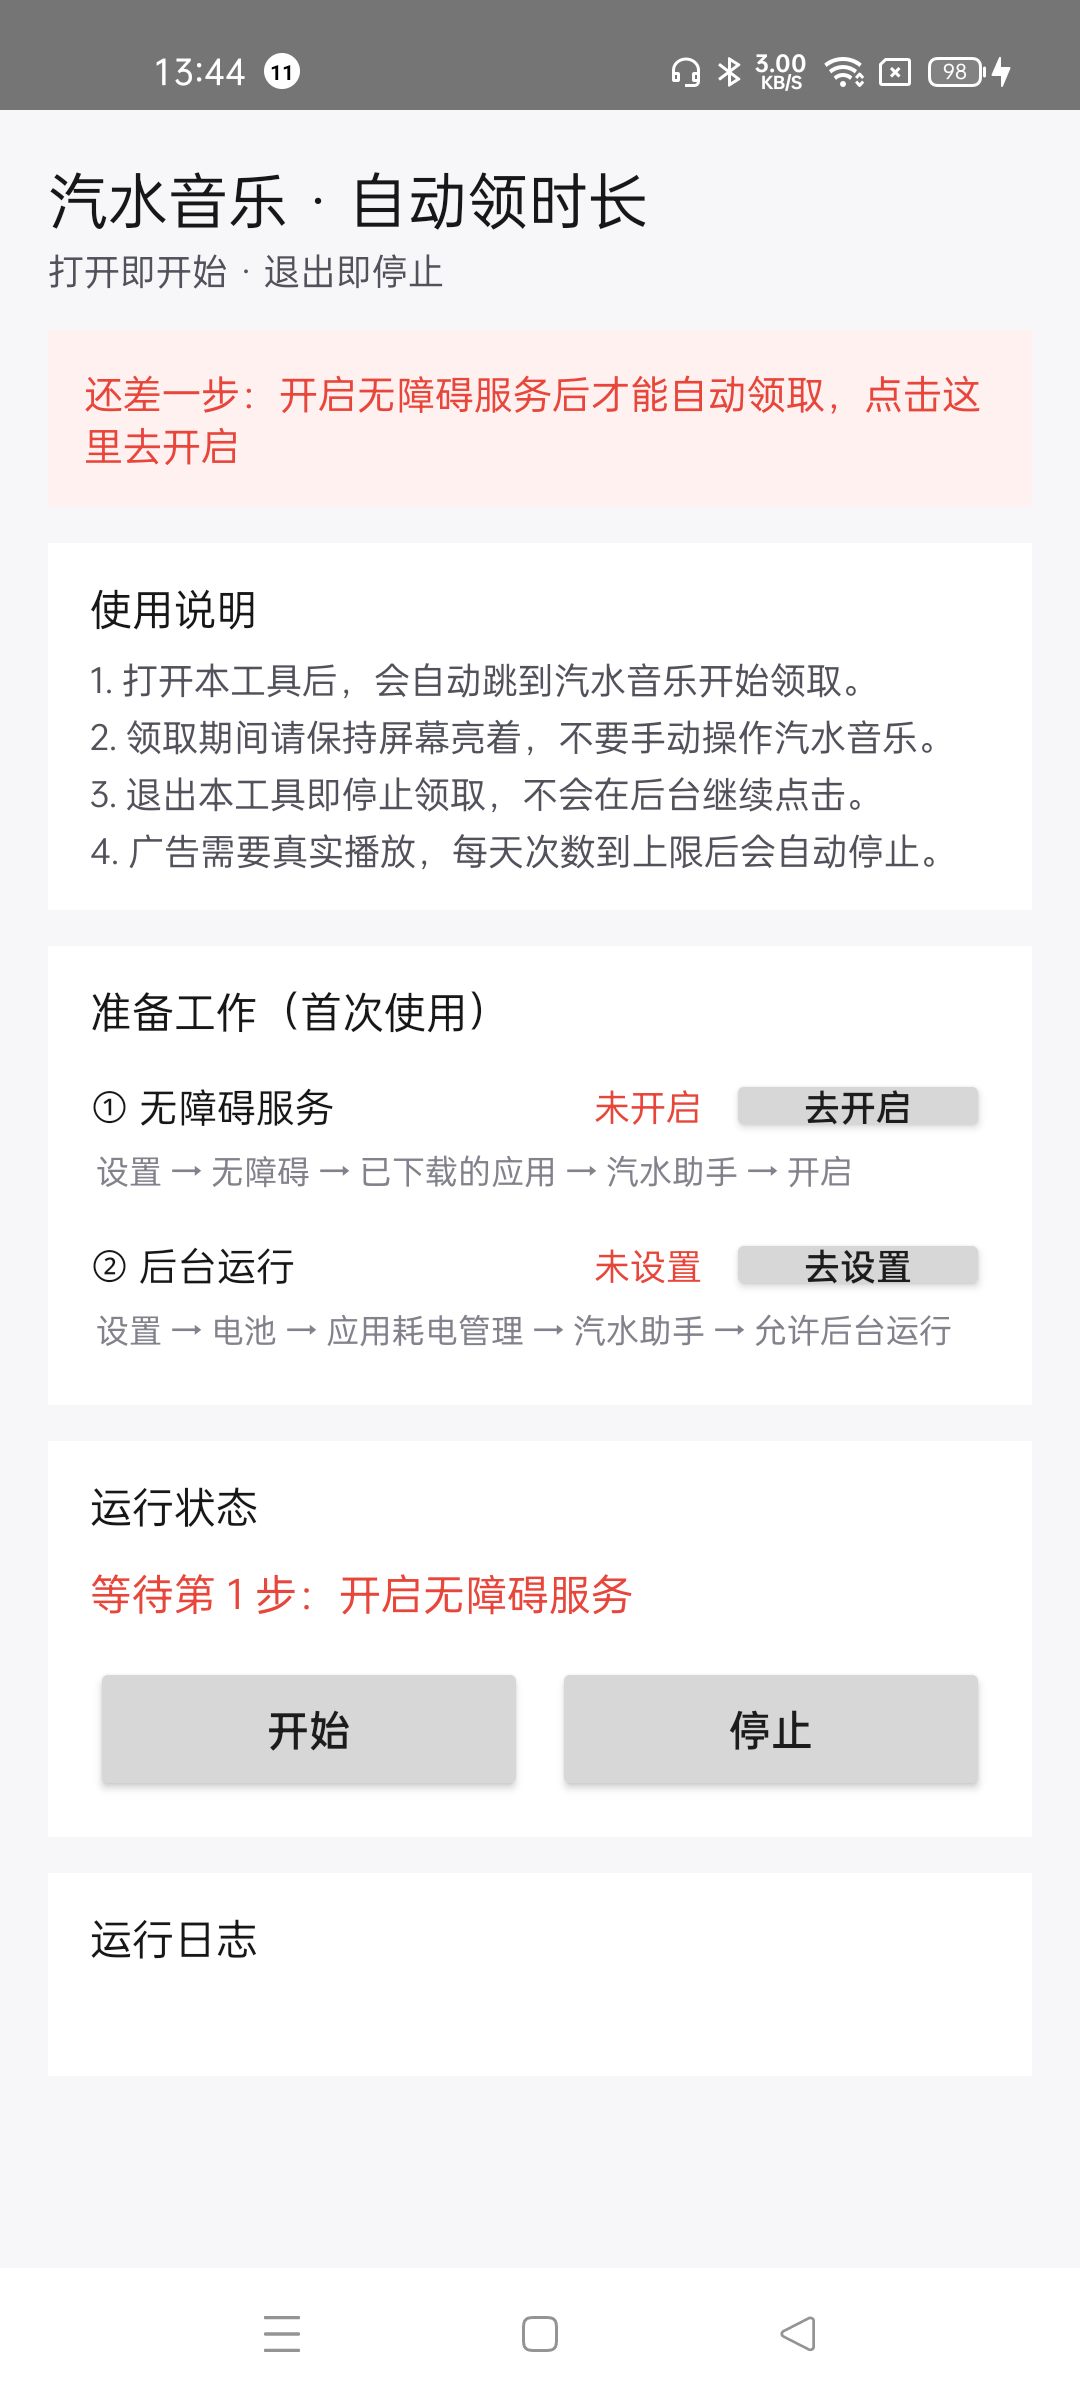 13:44 11 3.00 KB/S 98
汽水音乐 · 自动领时长
打开即开始 · 退出即停止
还差一步：开启无障碍服务后才能自动领取，点击这
里去开启
使用说明
1. 打开本工具后，会自动跳到汽水音乐开始领取。
2. 领取期间请保持屏幕亮着，不要手动操作汽水音乐。
3. 退出本工具即停止领取，不会在后台继续点击。
4. 广告需要真实播放，每天次数到上限后会自动停止。
准备工作（首次使用）
① 无障碍服务 未开启 去开启
设置 → 无障碍 → 已下载的应用 → 汽水助手 → 开启
② 后台运行 未设置 去设置
设置 → 电池 → 应用耗电管理 → 汽水助手 → 允许后台运行
运行状态
等待第 1 步：开启无障碍服务
开始 停止
运行日志